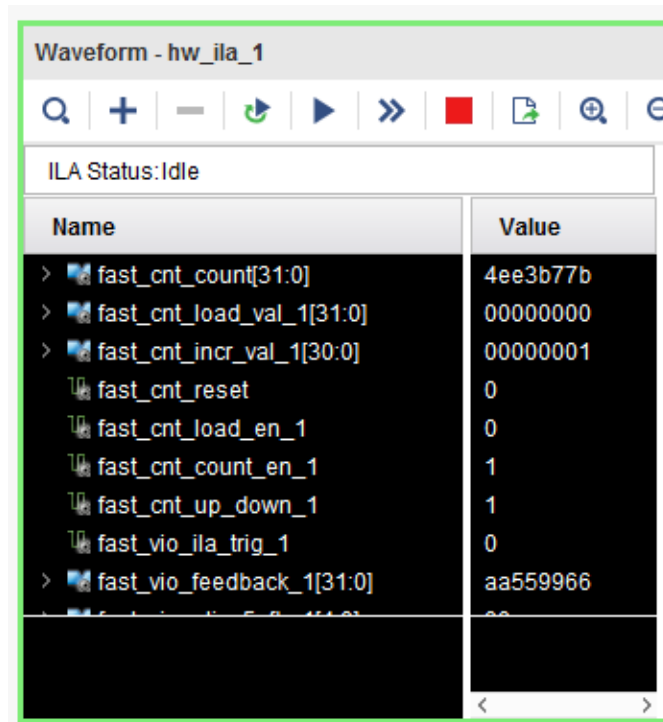 Waveform - hw_ila_1
ILA Status:Idle
Name Value
fast_cnt_count[31:0] 4ee3b77b
fast_cnt_load_val_1[31:0] 00000000
fast_cnt_incr_val_1[30:0] 00000001
fast_cnt_reset 0
fast_cnt_load_en_1 0
fast_cnt_count_en_1 1
fast_cnt_up_down_1 1
fast_vio_ila_trig_1 0
fast_vio_feedback_1[31:0] aa559966